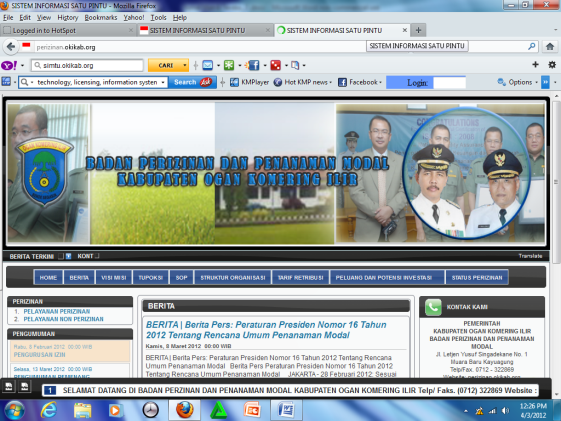 SISTEM INFORMASI SATU PINTU - Mozilla Firefox
File Edit View History Bookmarks Yahoo! Tools Help
Logged in to HotSpot × SISTEM INFORMASI SATU PINTU × SISTEM INFORMASI SATU PINTU × +
perizinan.okikab.org SISTEM INFORMASI SATU PINTU
Y! simtu.okikab.org CARI
technology, licensing, information system Search KMPlayer Hot KMP news Facebook Login: Options
BADAN PERIZINAN DAN PENANAMAN MODAL
KABUPATEN OGAN KOMERING ILIR
BERITA TERKINI KONT Translate
HOME BERITA VISI MISI TUPOKSI SOP STRUKTUR ORGANISASI TARIF RETRIBUSI PELUANG DAN POTENSI INVESTASI STATUS PERIZINAN
PERIZINAN
1. PELAYANAN PERIZINAN
2. PELAYANAN NON PERIZINAN
PENGUMUMAN
Rabu, 8 Februari 2012 00:00 WIB
PENGURUSAN IZIN
Selasa, 13 Maret 2012 00:00 WIB
BERITA
BERITA | Berita Pers: Peraturan Presiden Nomor 16 Tahun
2012 Tentang Rencana Umum Penanaman Modal
Kamis, 8 Maret 2012 00:00 WIB
BERITA| Berita Pers: Peraturan Presiden Nomor 16 Tahun 2012 Tentang Rencana
Umum Penanaman Modal Berita Pers Peraturan Presiden Nomor 16 Tahun
2012 Tentang Rencana Umum Penanaman Modal JAKARTA - 28 Februari 2012. Sesuai
KONTAK KAMI
PEMERINTAH
KABUPATEN OGAN KOMERING ILIR
BADAN PERIZINAN DAN PENANAMAN
MODAL
Jl. Letjen Yusuf Singadekane No. 1
Muara Baru Kayuagung
Telp/Fax. 0712 - 322869
Website: perizinan.okikab.org
1 SELAMAT DATANG DI BADAN PERZINAN DAN PENANAMAN MODAL KABUPATEN OGAN KOMERING ILIR Telp/ Faks. (0712) 322869 Website :
12:26 PM
4/3/2012